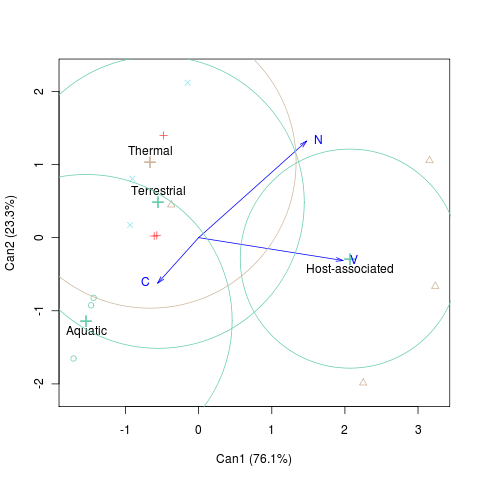 2
1
0
-1
-2
Can2 (23.3%)
Thermal
Terrestrial
N
V
Host-associated
C
Aquatic
-1
0
1
2
3
Can1 (76.1%)